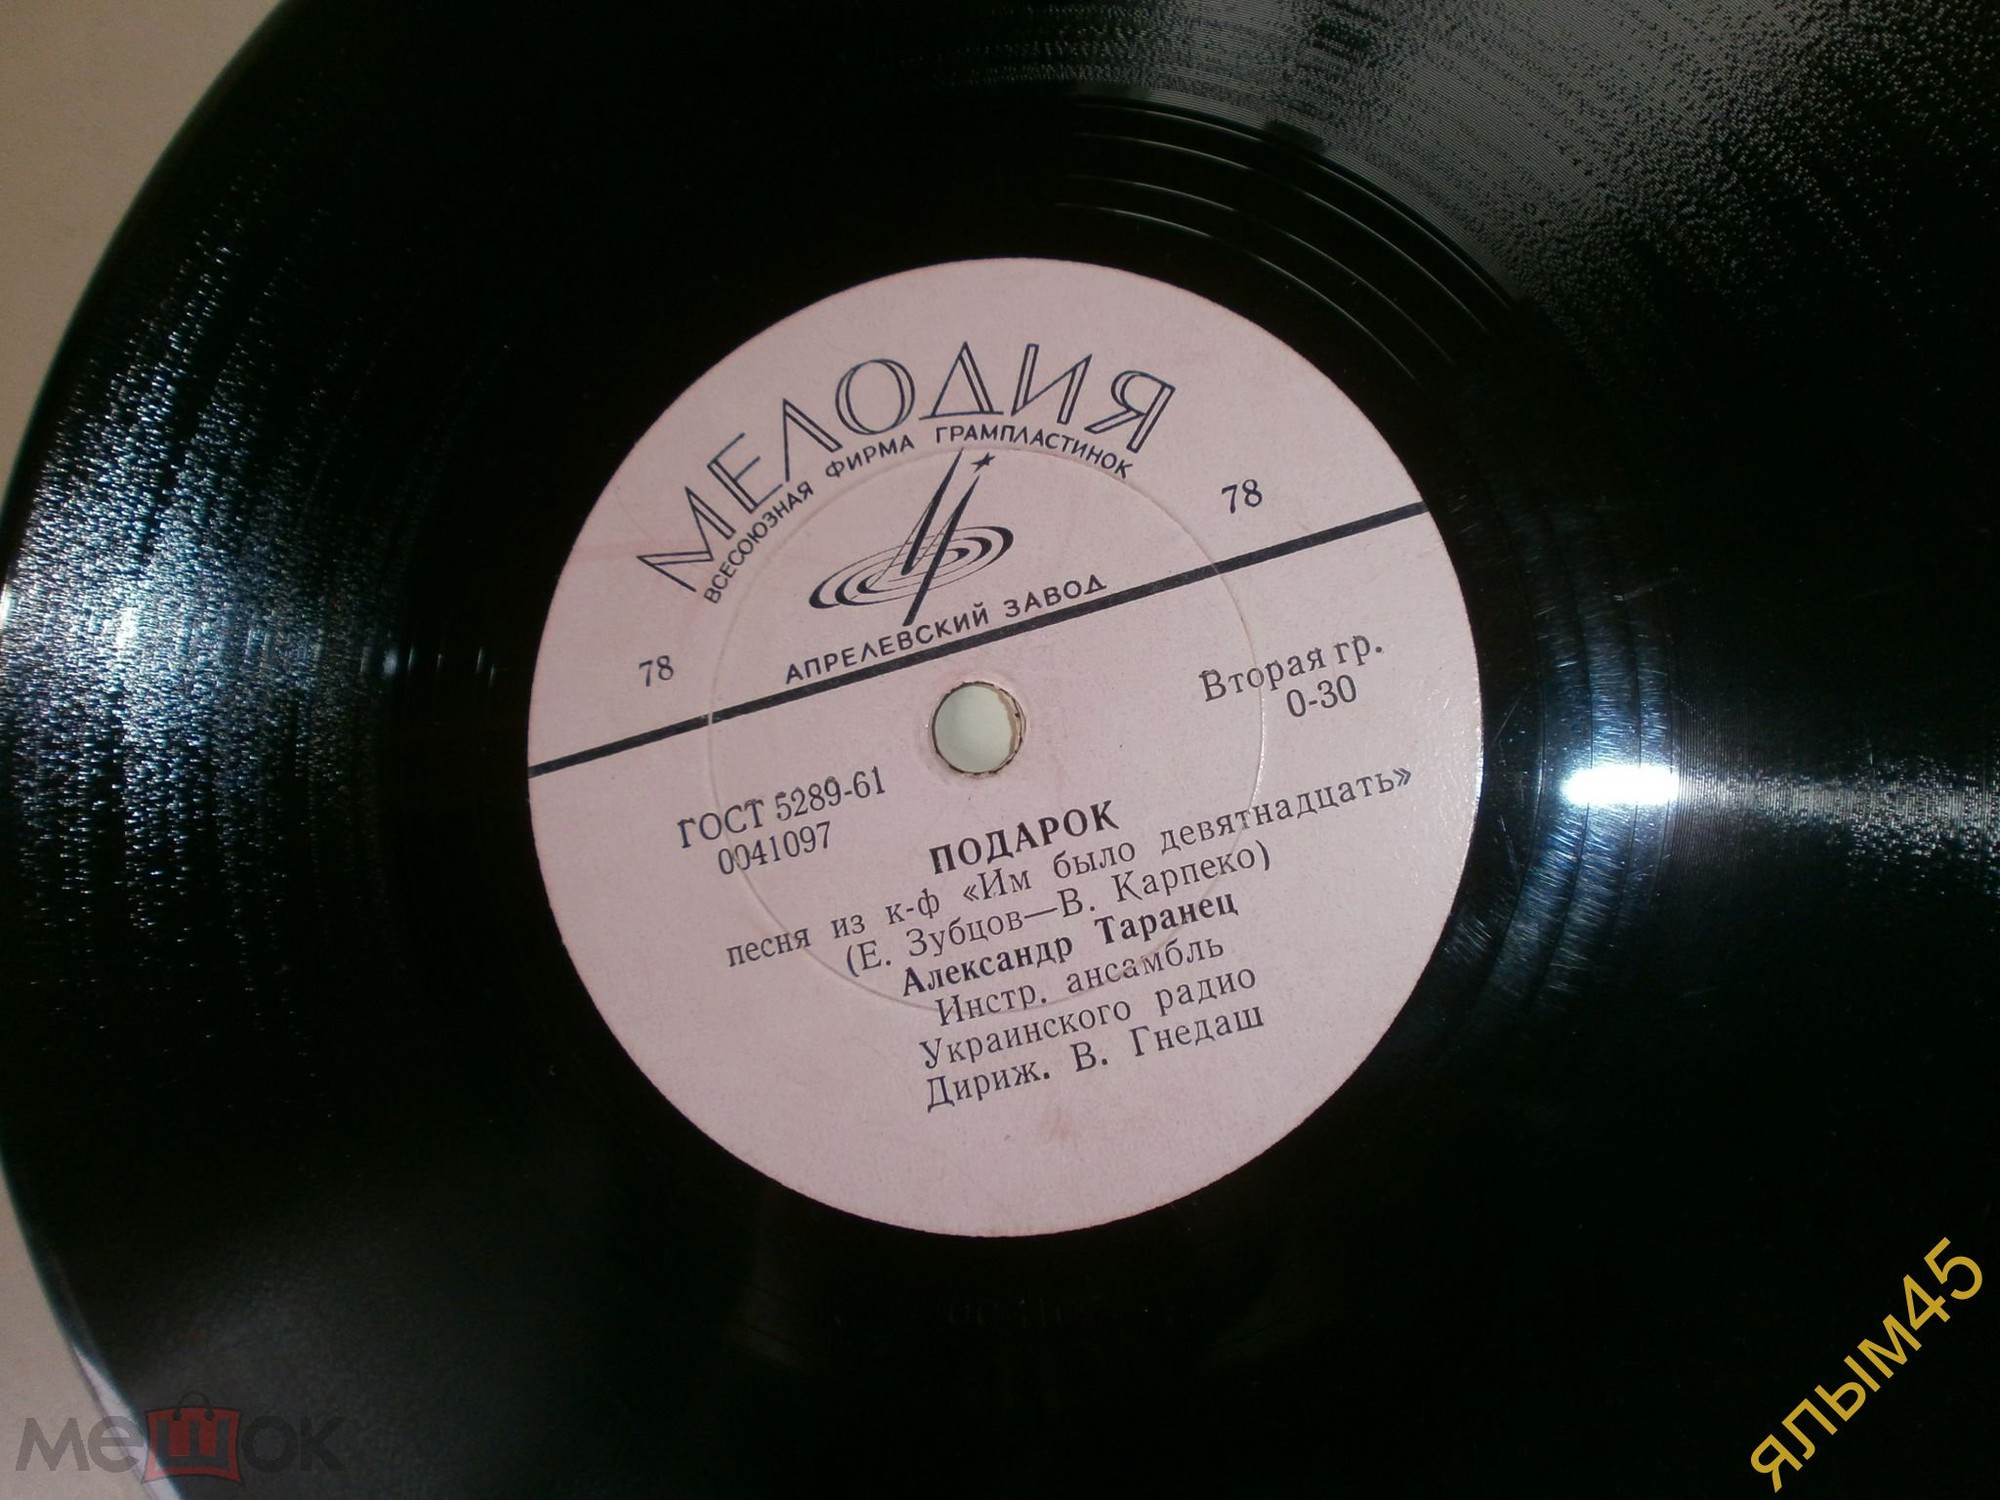 МЕЛОДИЯ
ВСЕСОЮЗНАЯ ФИРМА ГРАМПЛАСТИНОК
78
78
АПРЕЛЕВСКИЙ ЗАВОД
Вторая гр.
0-30
ГОСТ 5289-61
0041097
ПОДАРОК
песня из к-ф «Им было девятнадцать»
(Е. Зубцов—В. Карпеко)
Александр Таранец
Инстр. ансамбль
Украинского радио
Дириж. В. Гнедаш
мешок
ялым45